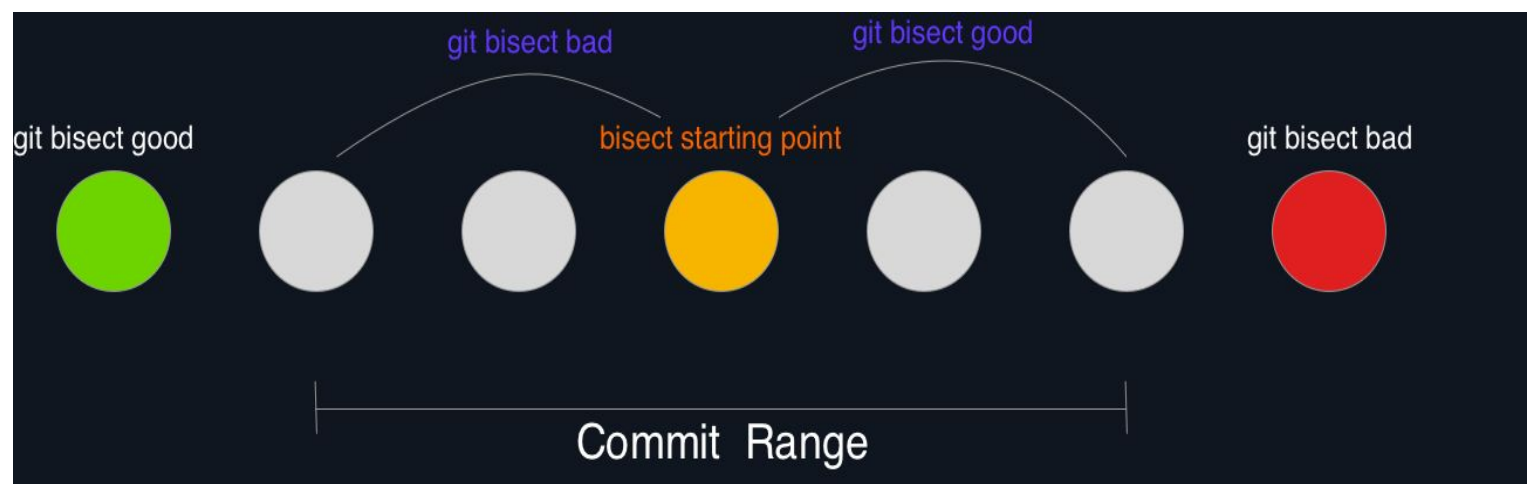 git bisect bad
git bisect good
git bisect good
bisect starting point
git bisect bad
Commit Range